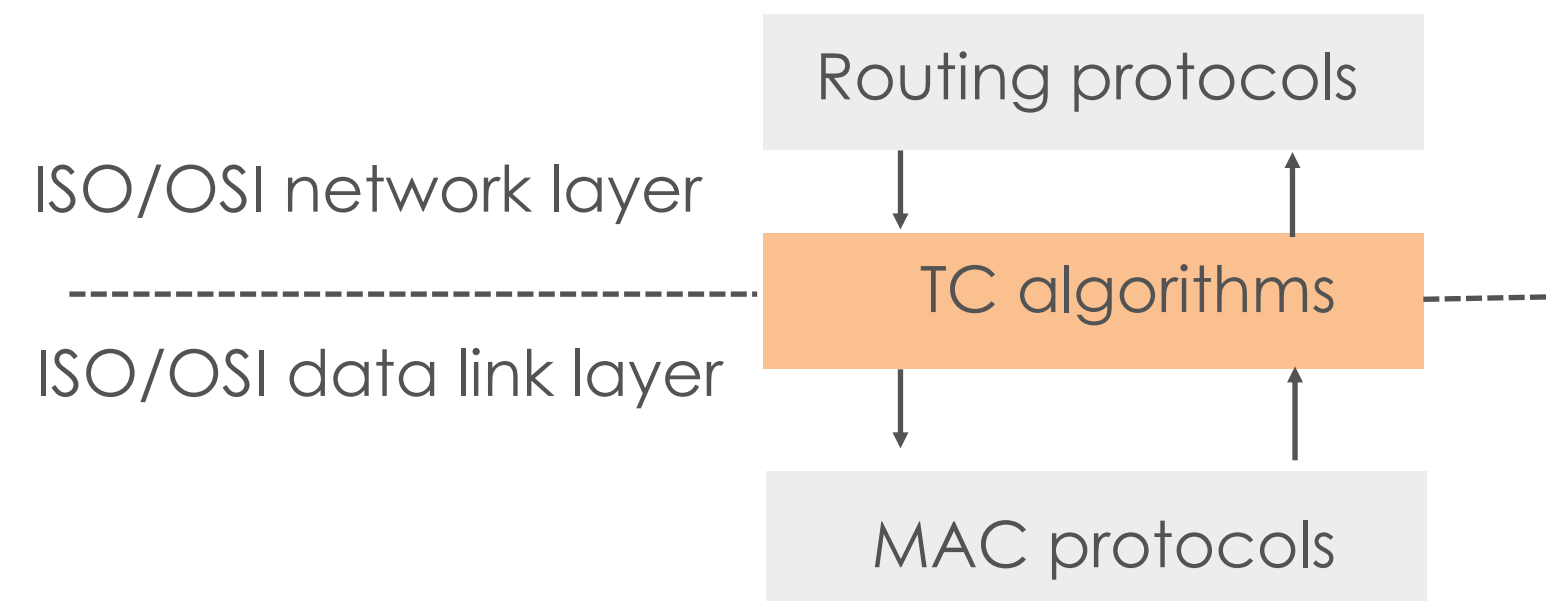 Routing protocols
ISO/OSI network layer
TC algorithms
ISO/OSI data link layer
MAC protocols